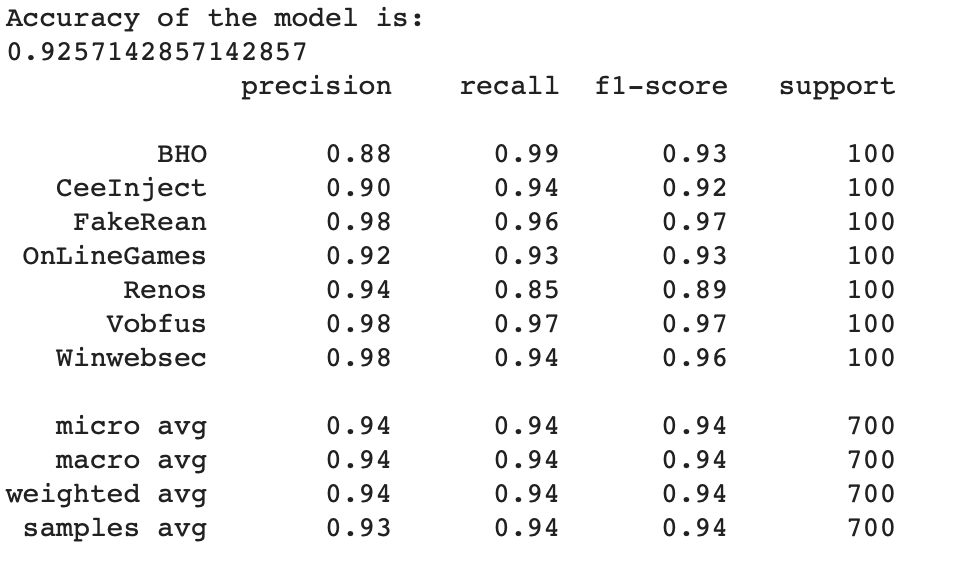 Accuracy of the model is:
0.9257142857142857
precision recall f1-score support
BHO 0.88 0.99 0.93 100
CeeInject 0.90 0.94 0.92 100
FakeRean 0.98 0.96 0.97 100
OnLineGames 0.92 0.93 0.93 100
Renos 0.94 0.85 0.89 100
Vobfus 0.98 0.97 0.97 100
Winwebsec 0.98 0.94 0.96 100
micro avg 0.94 0.94 0.94 700
macro avg 0.94 0.94 0.94 700
weighted avg 0.94 0.94 0.94 700
samples avg 0.93 0.94 0.94 700